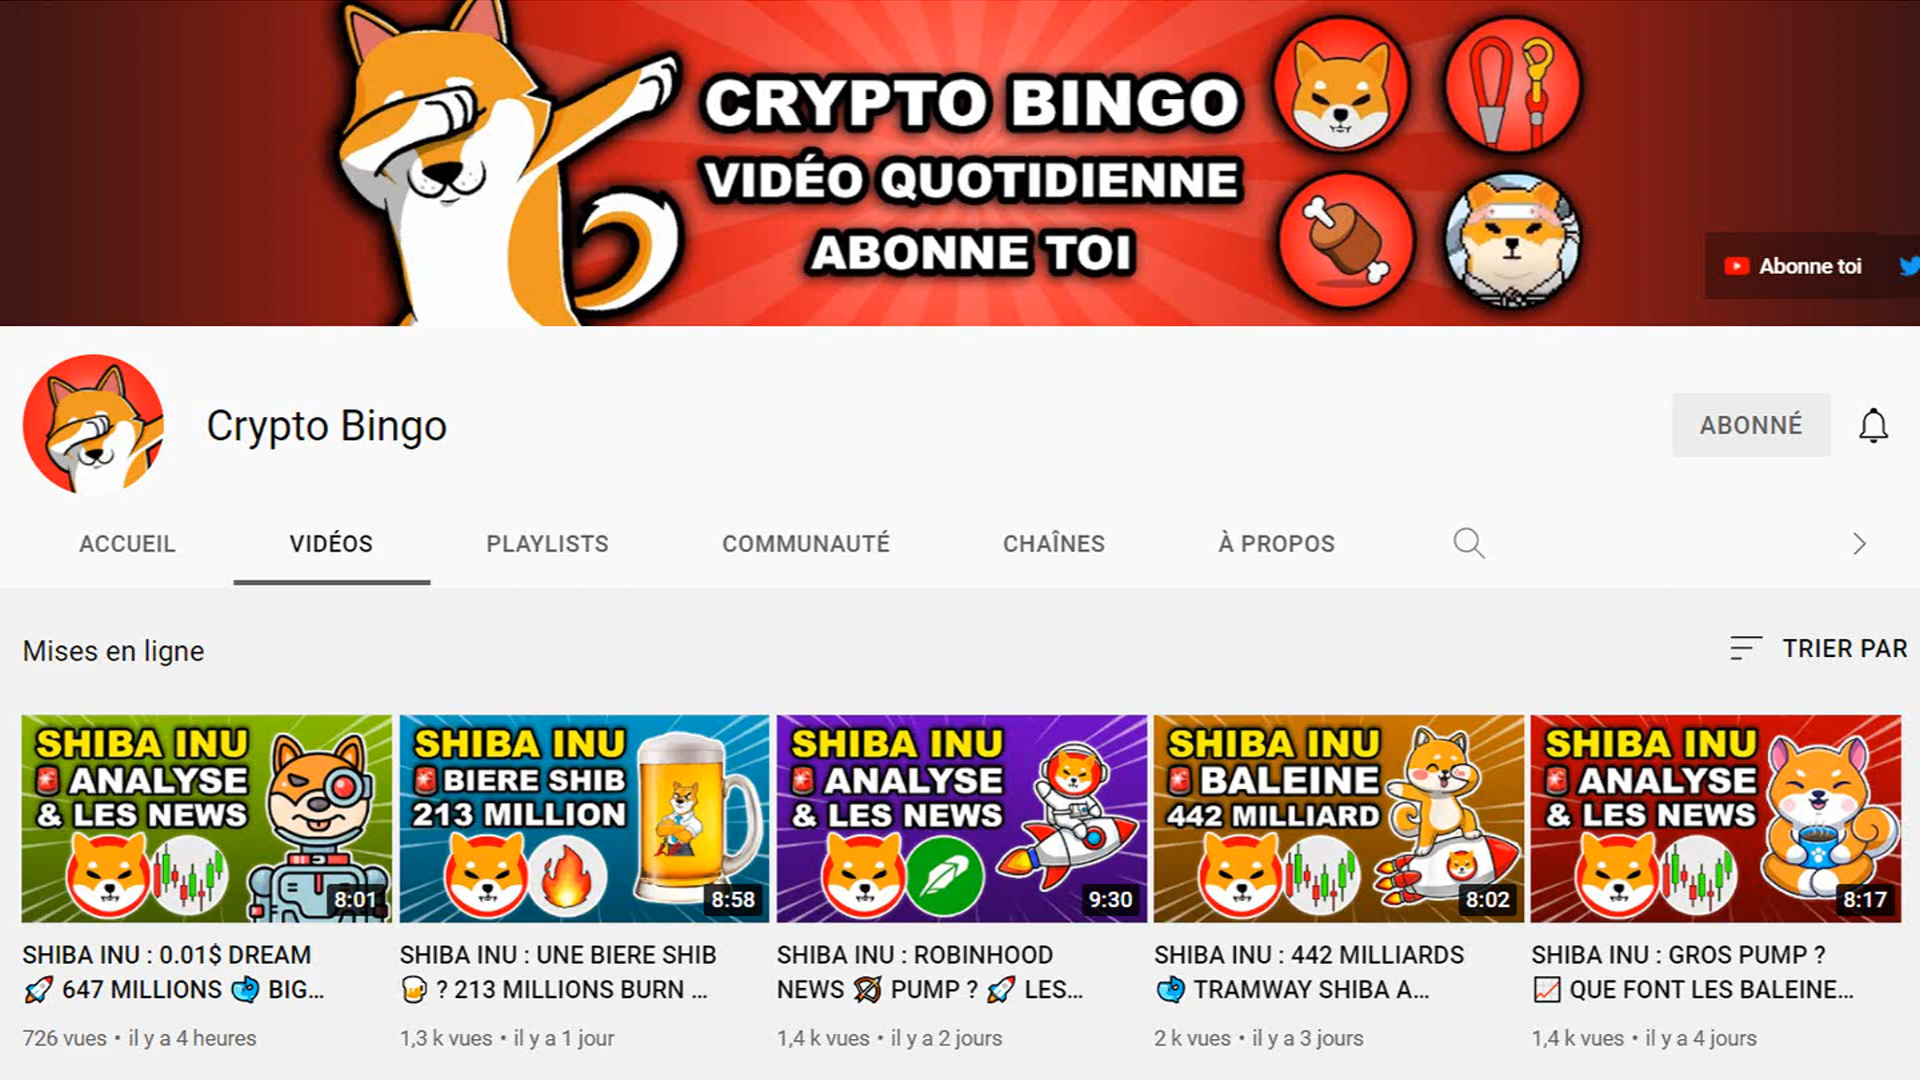 CRYPTO BINGO
VIDÉO QUOTIDIENNE
ABONNE TOI
Abonne toi
Crypto Bingo
ABONNÉ
ACCUEIL
VIDÉOS
PLAYLISTS
COMMUNAUTÉ
CHAÎNES
À PROPOS
Mises en ligne
TRIER PAR
SHIBA INU
🚨ANALYSE
& LES NEWS
8:01
SHIBA INU : 0.01$ DREAM
🚀 647 MILLIONS 🐳 BIG...
726 vues • il y a 4 heures
SHIBA INU
🚨BIERE SHIB
213 MILLION
8:58
SHIBA INU : UNE BIERE SHIB
🍺 ? 213 MILLIONS BURN ...
1,3 k vues • il y a 1 jour
SHIBA INU
🚨ANALYSE
& LES NEWS
9:30
SHIBA INU : ROBINHOOD
NEWS 🏹 PUMP ? 🚀 LES...
1,4 k vues • il y a 2 jours
SHIBA INU
🚨BALEINE
442 MILLIARD
8:02
SHIBA INU : 442 MILLIARDS
🐳 TRAMWAY SHIBA A...
2 k vues • il y a 3 jours
SHIBA INU
🚨ANALYSE
& LES NEWS
8:17
SHIBA INU : GROS PUMP ?
📈 QUE FONT LES BALEINE...
1,4 k vues • il y a 4 jours